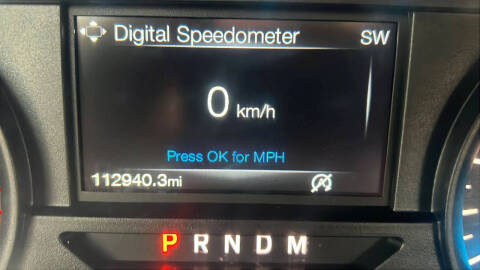 Digital Speedometer SW
0 km/h
Press OK for MPH
112940.3mi
P R N D M